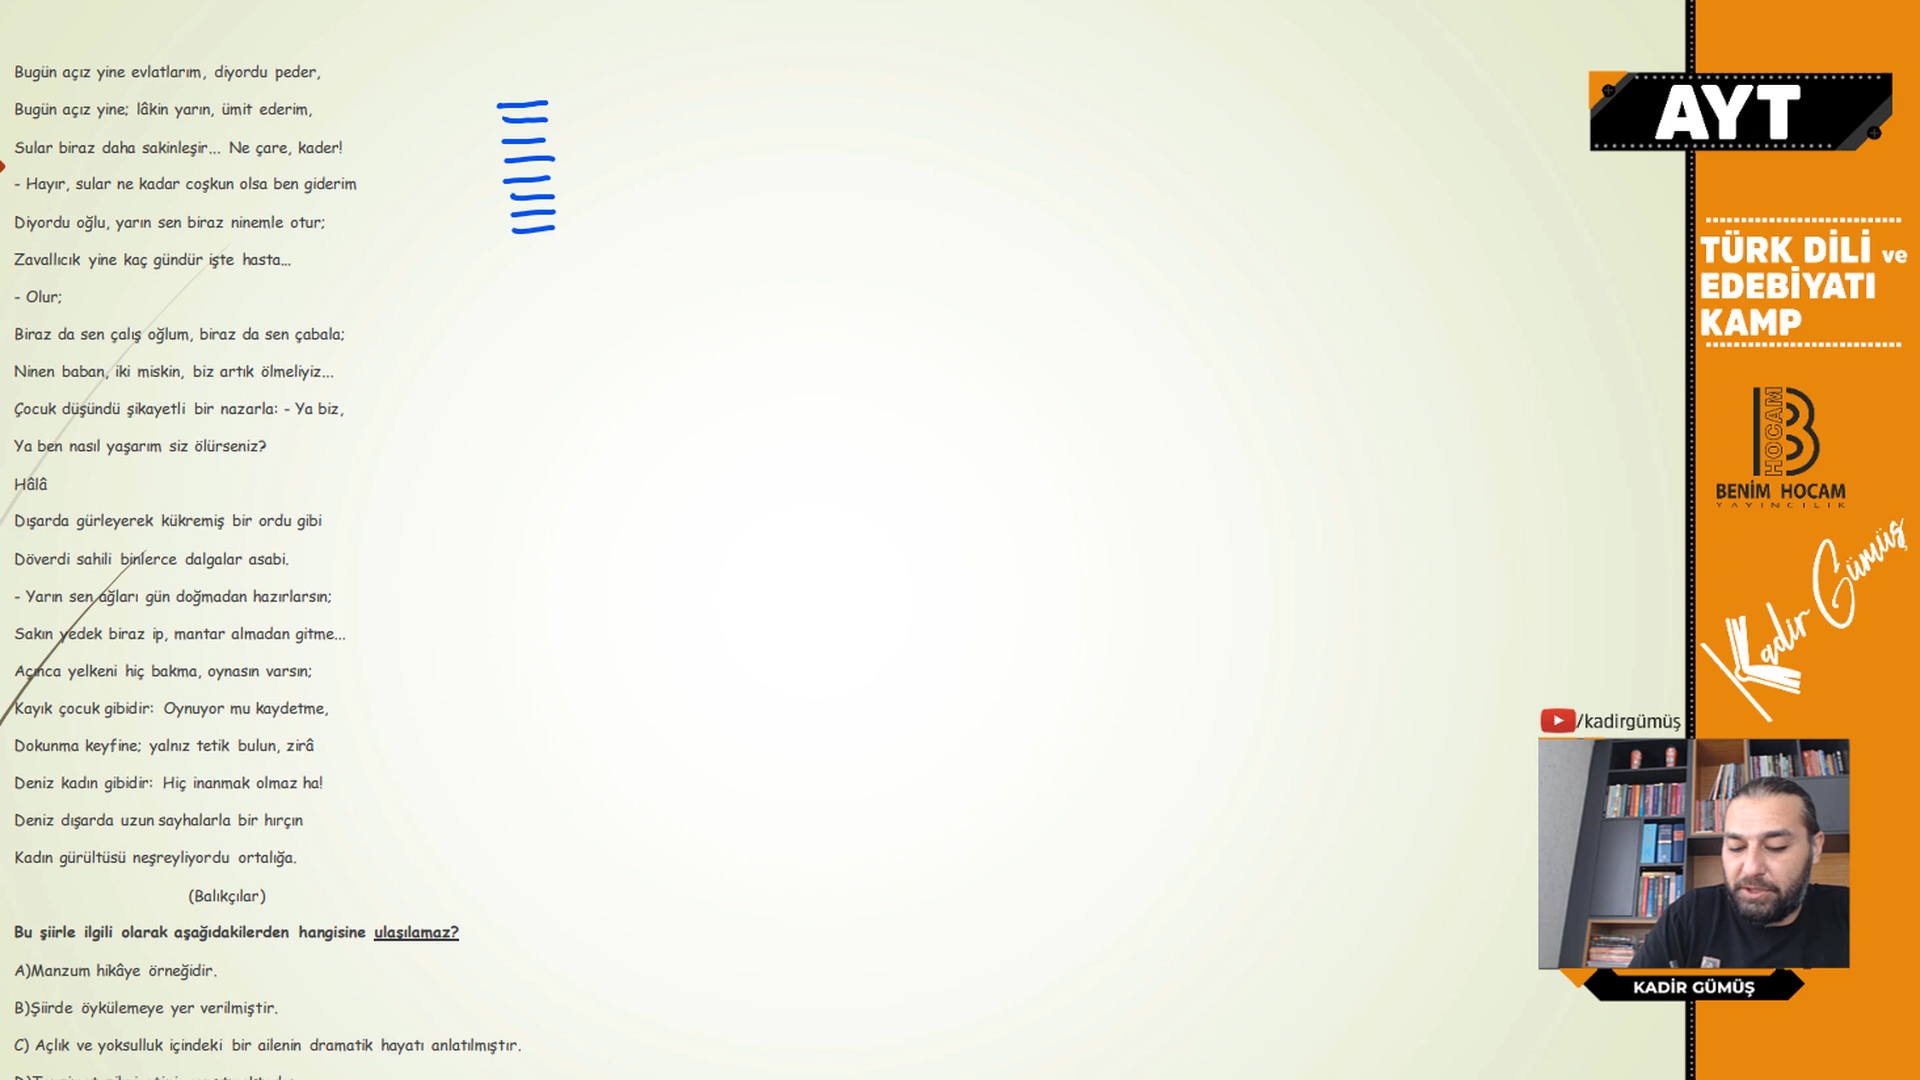 Bugün açız yine evlatlarım, diyordu peder,
Bugün açız yine; lâkin yarın, ümit ederim,
Sular biraz daha sakinleşir... Ne çare, kader!
- Hayır, sular ne kadar coşkun olsa ben giderim
Diyordu oğlu, yarın sen biraz ninemle otur;
Zavallıcık yine kaç gündür işte hasta...
- Olur;
Biraz da sen çalış oğlum, biraz da sen çabala;
Ninen baban, iki miskin, biz artık ölmeliyiz...
Çocuk düşündü şikayetli bir nazarla: - Ya biz,
Ya ben nasıl yaşarım siz ölürseniz?
Hâlâ
Dışarda gürleyerek kükremiş bir ordu gibi
Döverdi sahili binlerce dalgalar asabi.
- Yarın sen ağları gün doğmadan hazırlarsın;
Sakın yedek biraz ip, mantar almadan gitme...
Açınca yelkeni hiç bakma, oynasın varsın;
Kayık çocuk gibidir: Oynuyor mu kaydetme,
Dokunma keyfine; yalnız tetik bulun, zirâ
Deniz kadın gibidir: Hiç inanmak olmaz ha!
Deniz dışarda uzun sayhalarla bir hırçın
Kadın gürültüsü neşreyliyordu ortalığa.
(Balıkçılar)
Bu şiirle ilgili olarak aşağıdakilerden hangisine ulaşılamaz?
A)Manzum hikâye örneğidir.
B)Şiirde öykülemeye yer verilmiştir.
C) Açlık ve yoksulluk içindeki bir ailenin dramatik hayatı anlatılmıştır.
AYT
TÜRK DİLİ ve
EDEBİYATI
KAMP
HOCAM
BENİM HOCAM
YAYINCILIK
Kadir Gümüş
/kadirgümüş
KADİR GÜMÜŞ